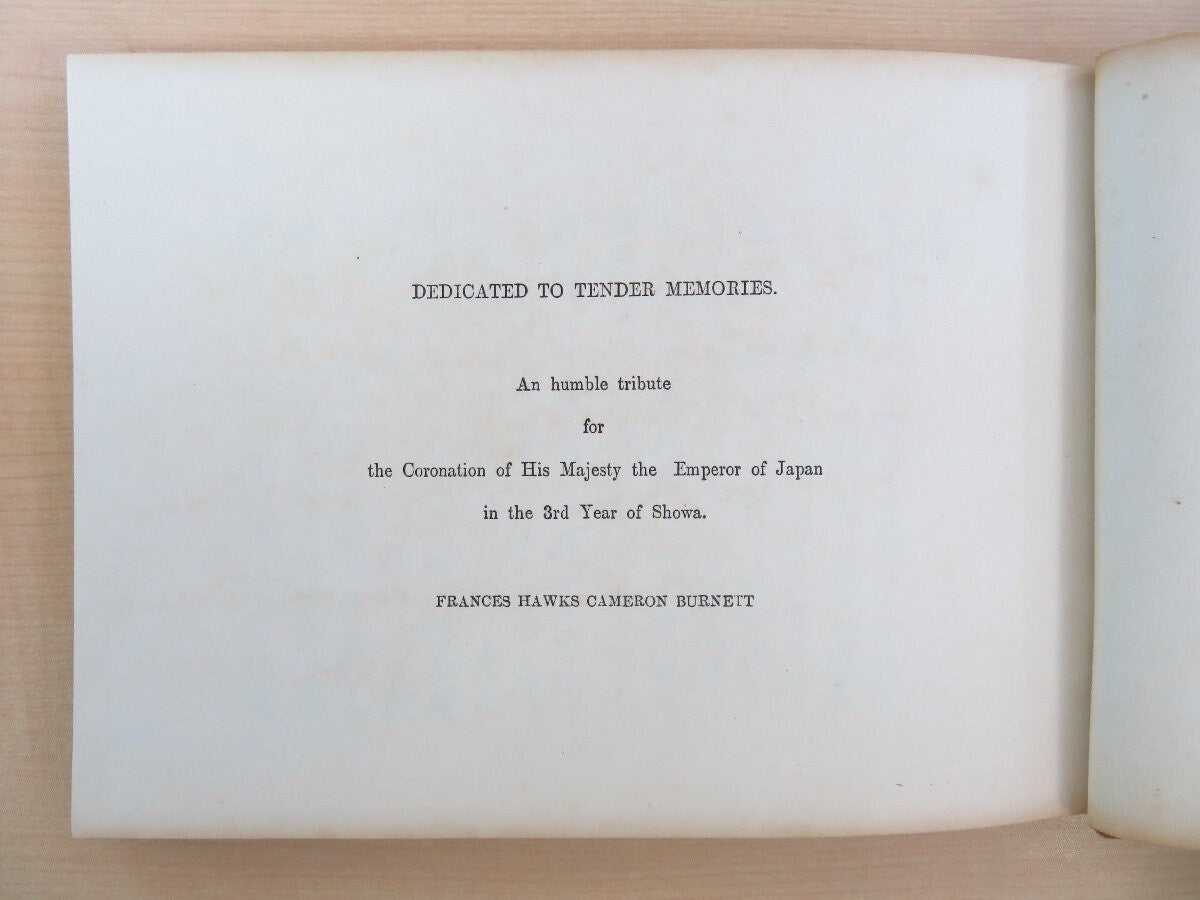 DEDICATED TO TENDER MEMORIES.
An humble tribute
for
the Coronation of His Majesty the Emperor of Japan
in the 3rd Year of Showa.
FRANCES HAWKS CAMERON BURNETT